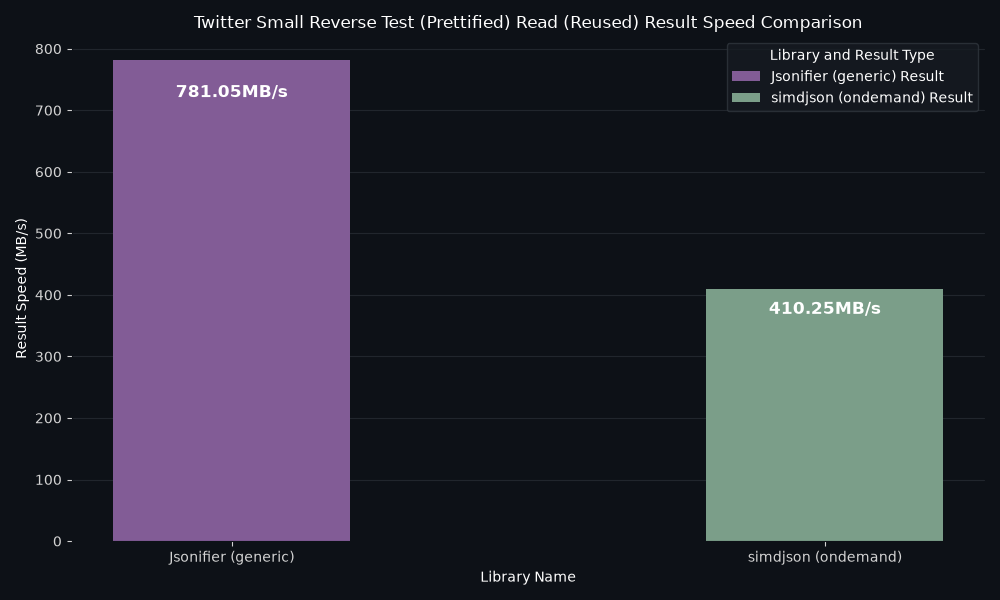 Twitter Small Reverse Test (Prettified) Read (Reused) Result Speed Comparison
Library and Result Type
Jsonifier (generic) Result
simdjson (ondemand) Result
Result Speed (MB/s)
800
700
600
500
400
300
200
100
0
781.05MB/s
410.25MB/s
Jsonifier (generic)
simdjson (ondemand)
Library Name